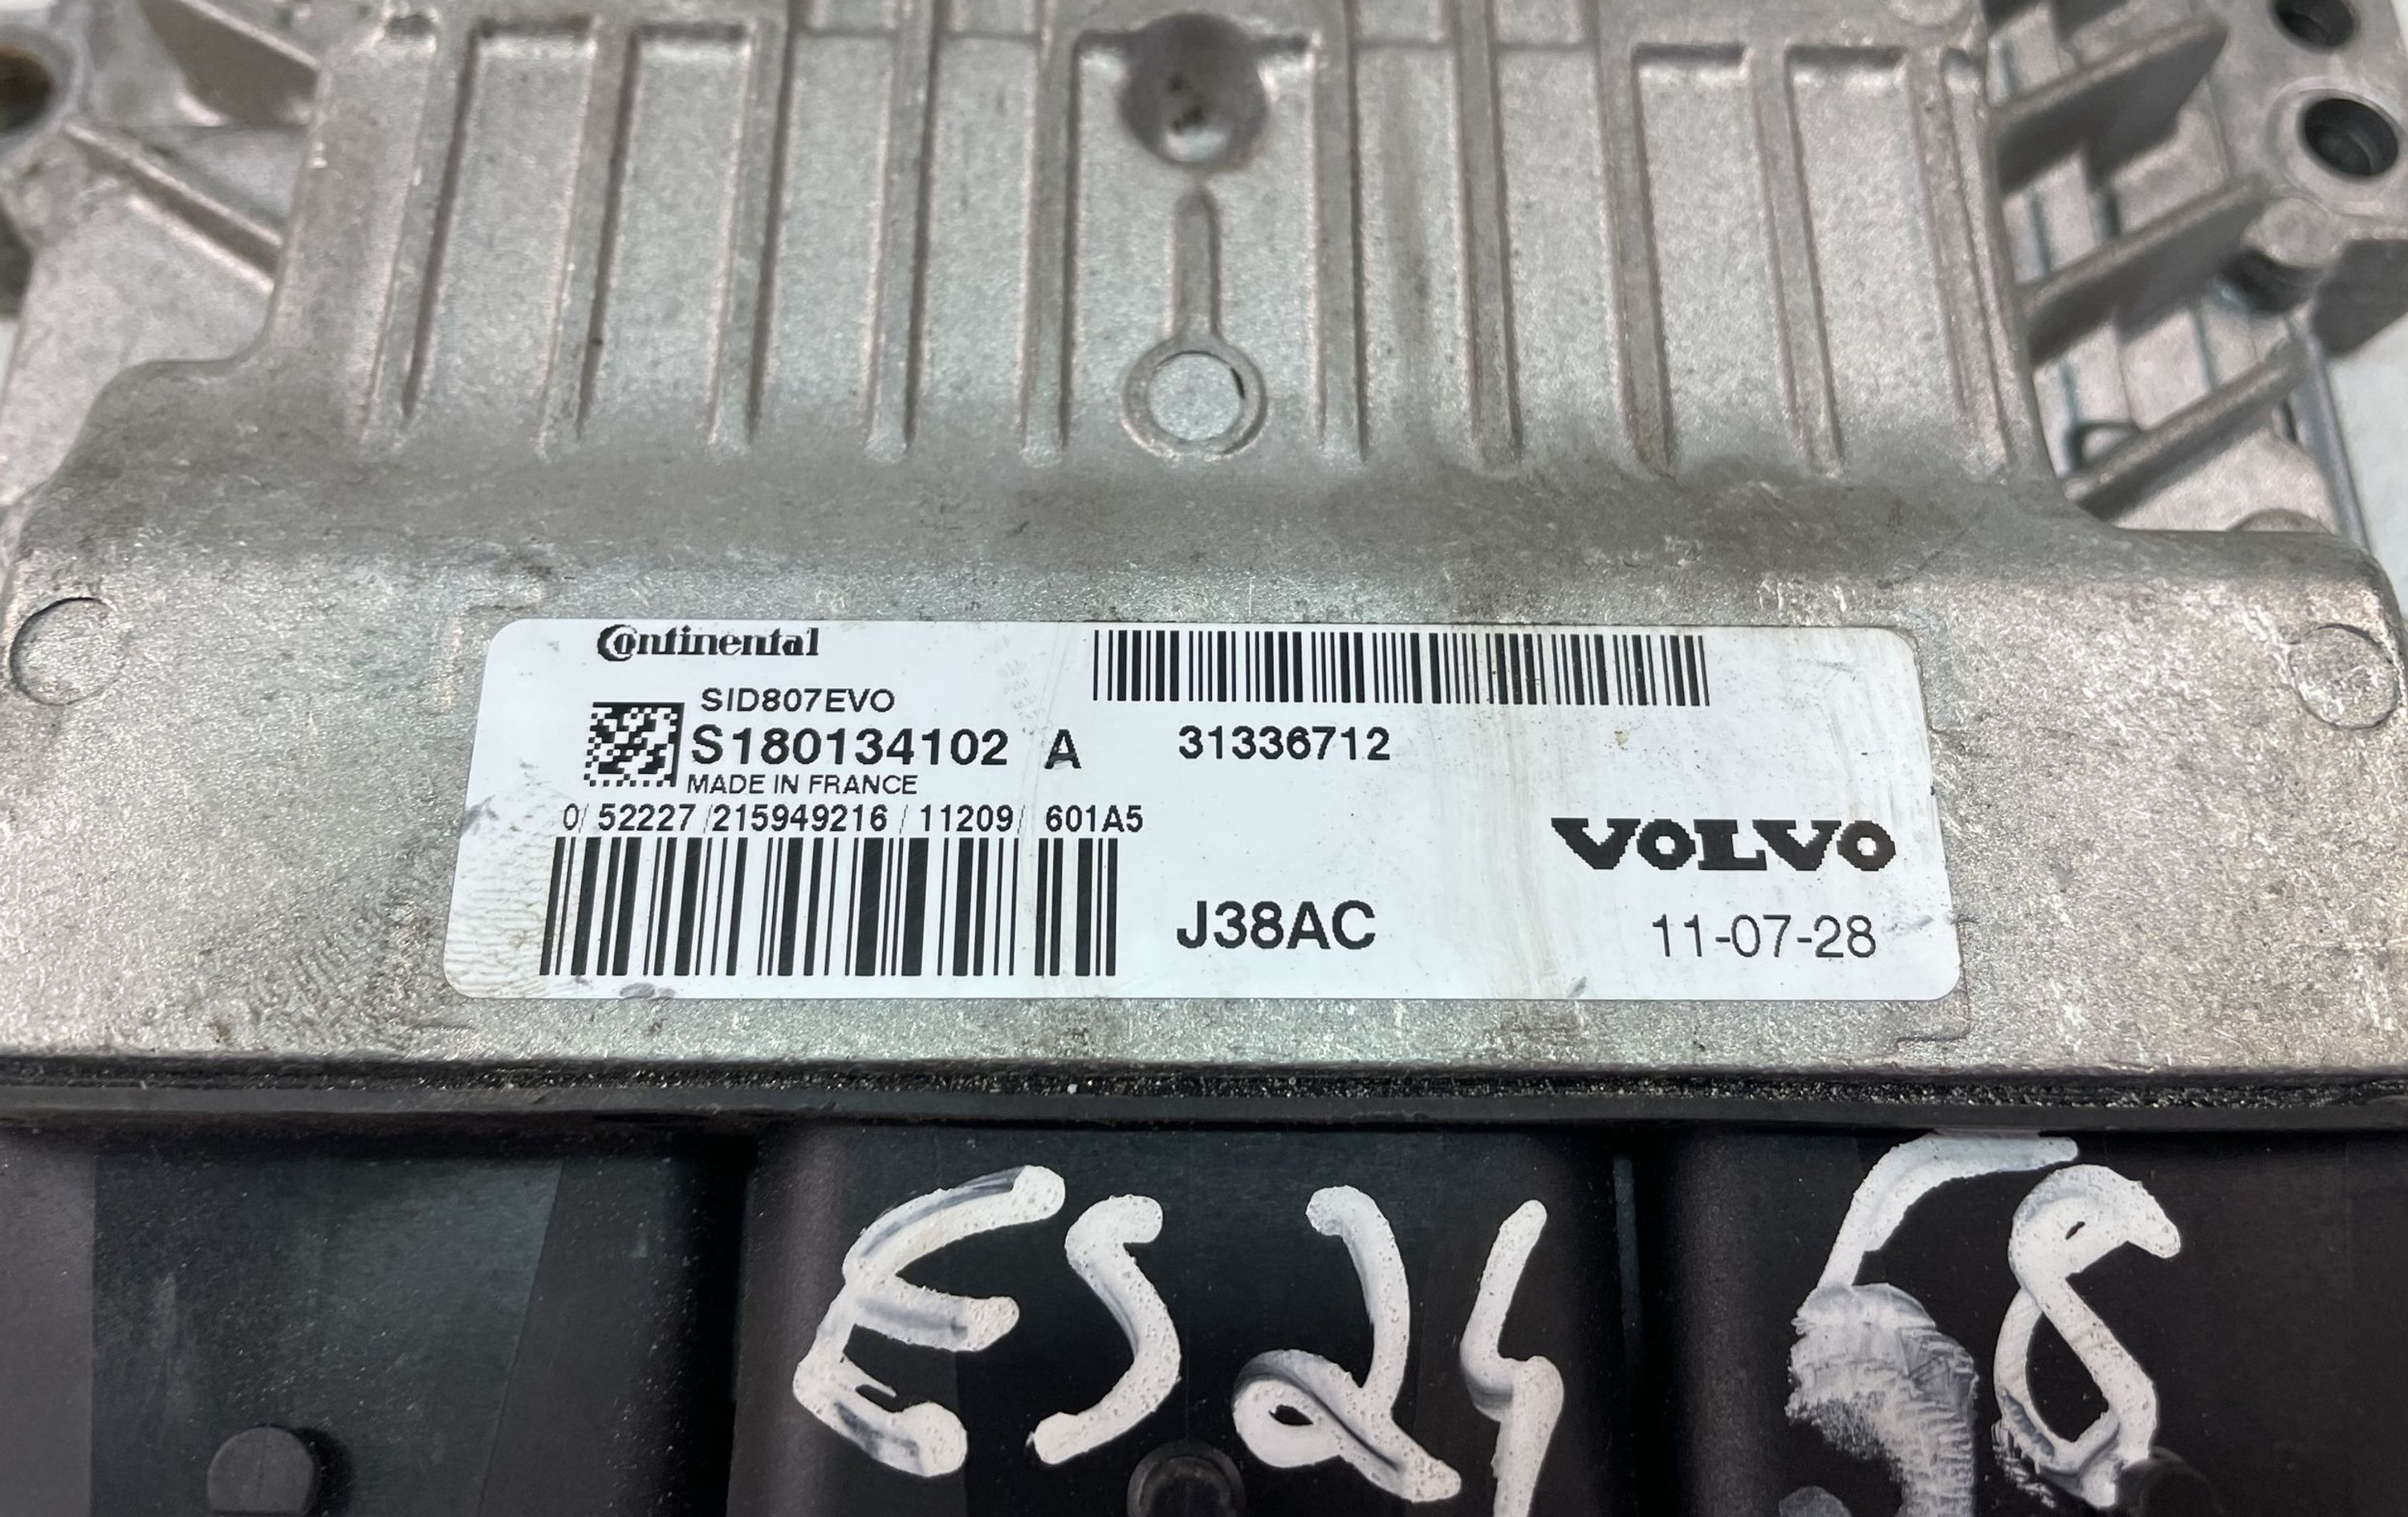 Continental
SID807EVO
S180134102 A 31336712
MADE IN FRANCE
0/ 52227 /215949216 / 11209/ 601A5
VOLVO
J38AC
11-07-28
ES24 58